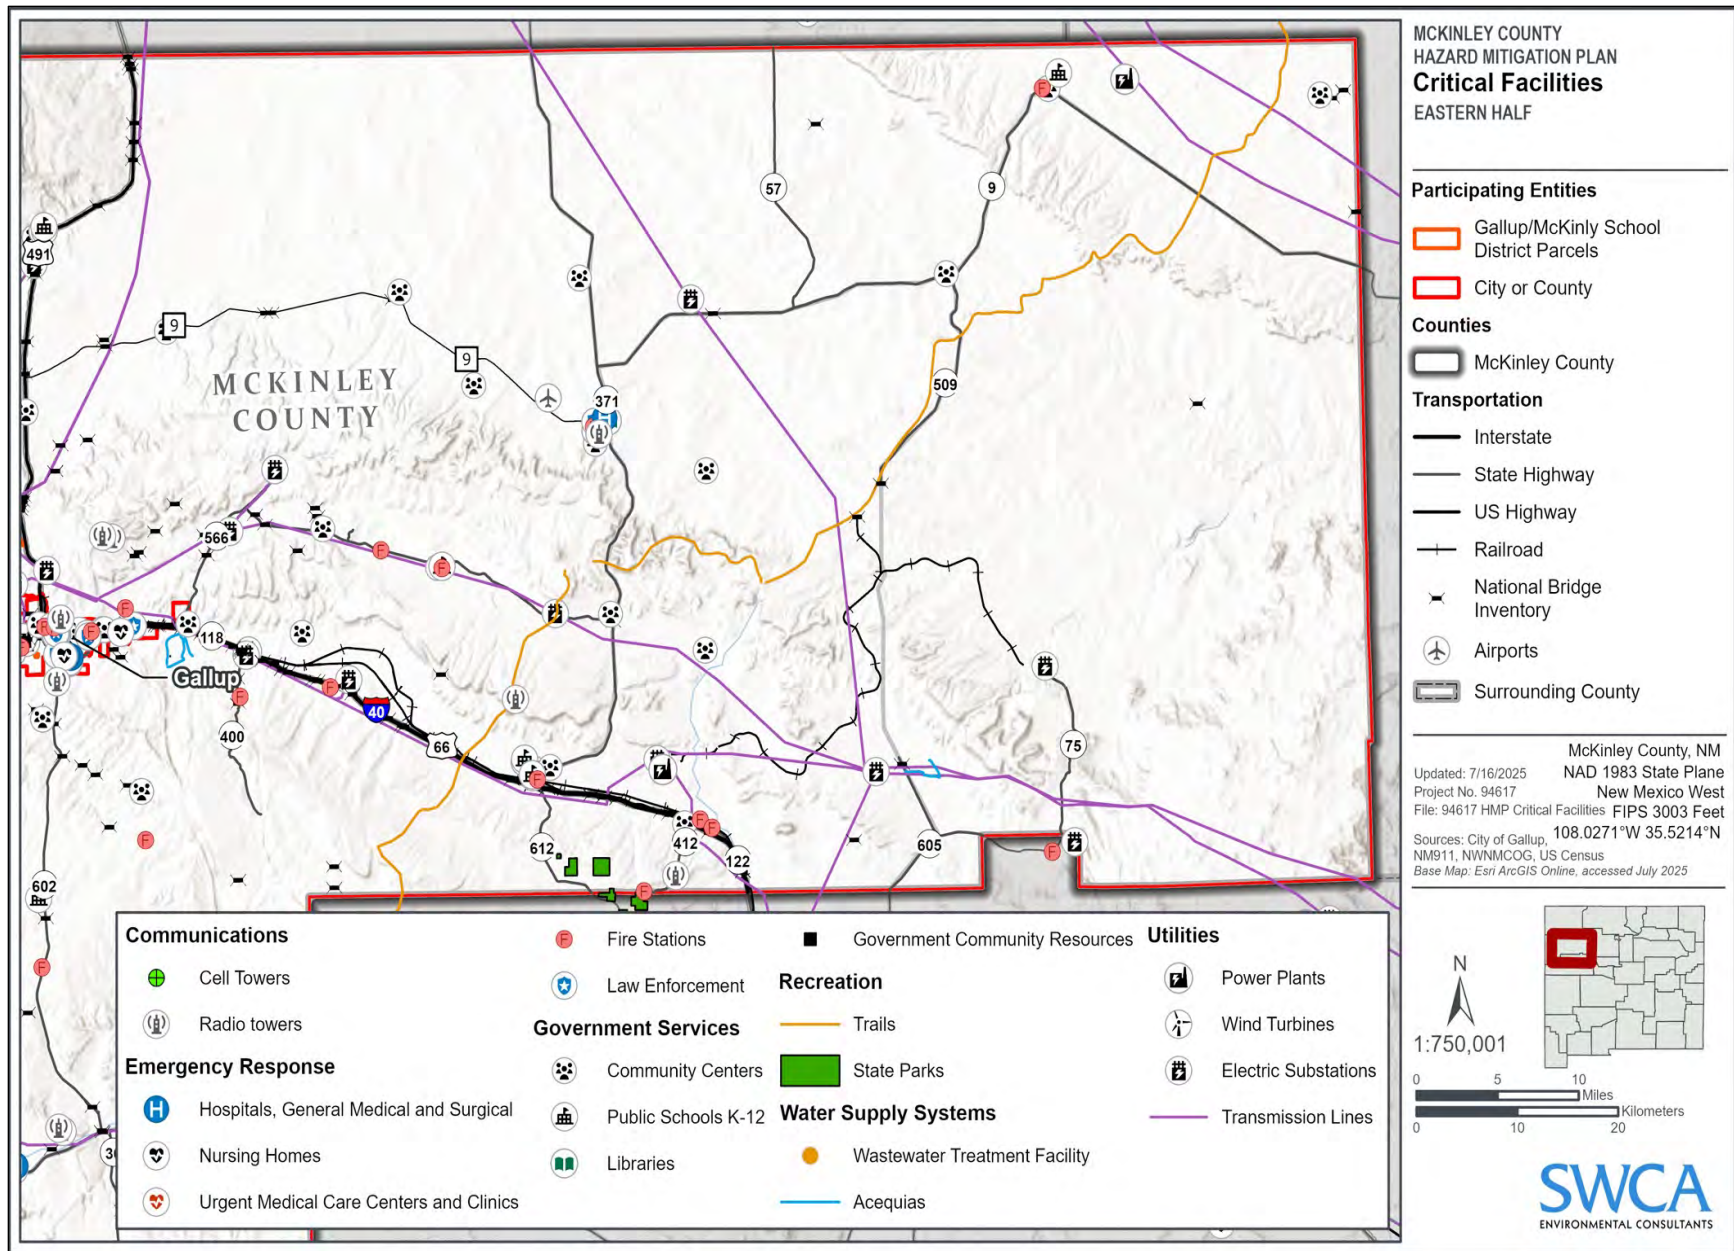 MCKINLEY COUNTY
HAZARD MITIGATION PLAN
Critical Facilities
EASTERN HALF
Participating Entities
Gallup/McKinly School
District Parcels
City or County
Counties
McKinley County
Transportation
Interstate
State Highway
US Highway
Railroad
National Bridge
Inventory
Airports
Surrounding County
McKinley County, NM
Updated: 7/16/2025
NAD 1983 State Plane
Project No. 94617
New Mexico West
File: 94617 HMP Critical Facilities
FIPS 3003 Feet
108.0271°W 35.5214°N
Sources: City of Gallup,
NM911, NWNMCOG, US Census
Base Map: Esri ArcGIS Online, accessed July 2025
N
1:750,001
0 5 10
Miles
Kilometers
0 10 20
SWCA
ENVIRONMENTAL CONSULTANTS
57
9
491
9
9
MCKINLEY
COUNTY
371
509
566
118
Gallup
40
400
66
75
612
412
122
605
602
Communications
Cell Towers
Radio towers
Emergency Response
H Hospitals, General Medical and Surgical
Nursing Homes
Urgent Medical Care Centers and Clinics
F Fire Stations
Law Enforcement
Government Services
Community Centers
Public Schools K-12
Libraries
Government Community Resources
Recreation
Trails
State Parks
Water Supply Systems
Wastewater Treatment Facility
Acequias
Utilities
Power Plants
Wind Turbines
Electric Substations
Transmission Lines